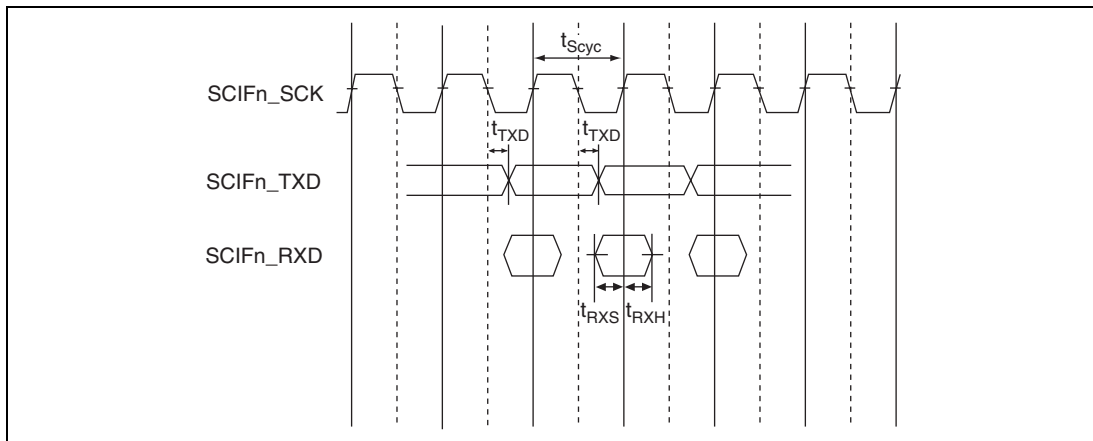 tScyc
SCIFn_SCK
tTXD tTXD
SCIFn_TXD
SCIFn_RXD
tRXS tRXH